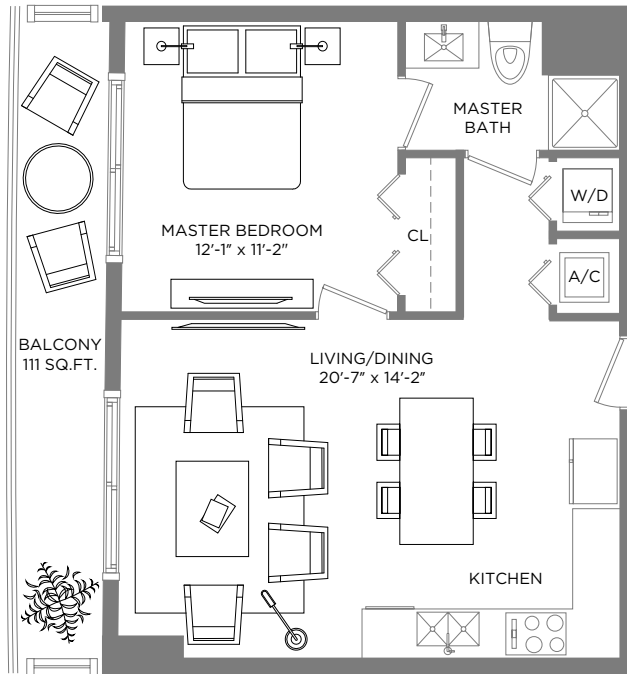 MASTER
BATH
W/D
MASTER BEDROOM
12'-1" x 11'-2"
CL
A/C
BALCONY
111 SQ.FT.
LIVING/DINING
20'-7" x 14'-2"
KITCHEN